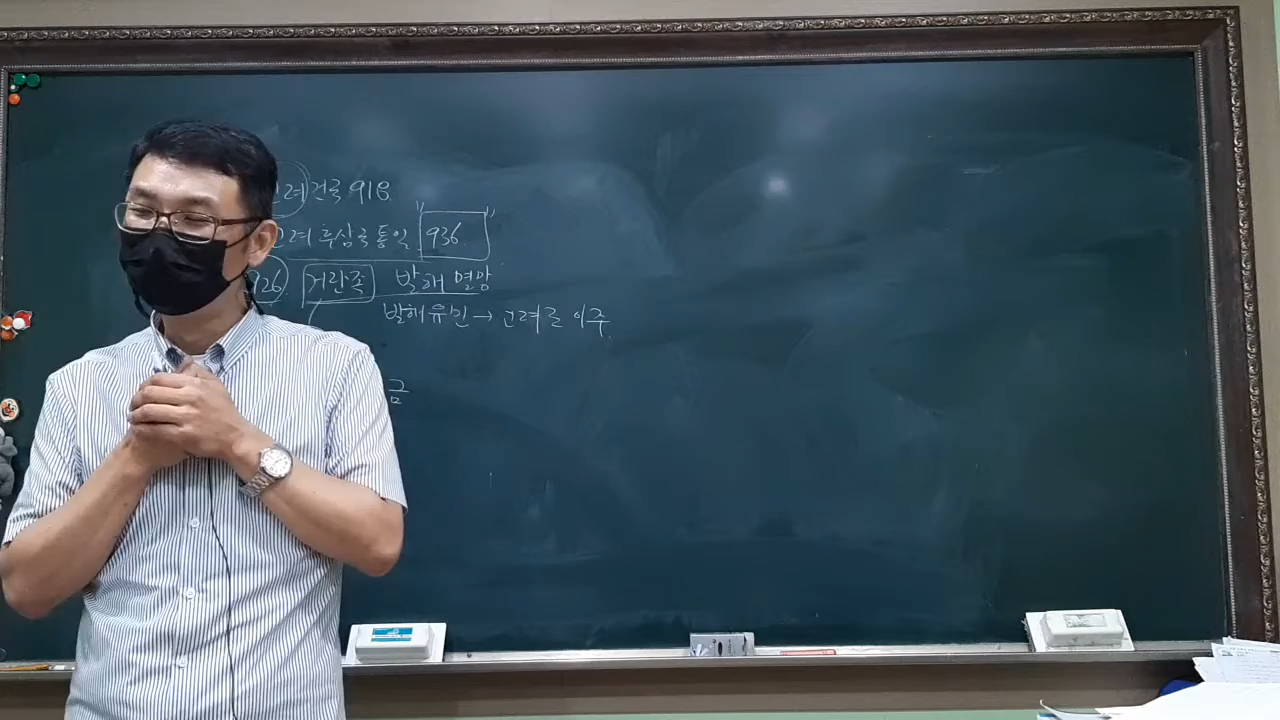 려 건국 918
고려 후삼국 통일 "936"
926 거란족 발해 멸망
발해유민 → 고려로 이주
금